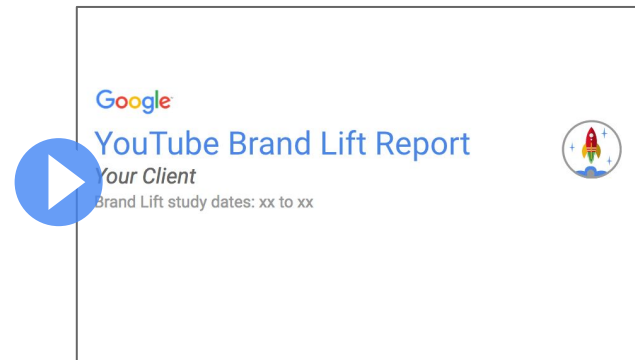 Google
YouTube Brand Lift Report
Your Client
Brand Lift study dates: xx to xx